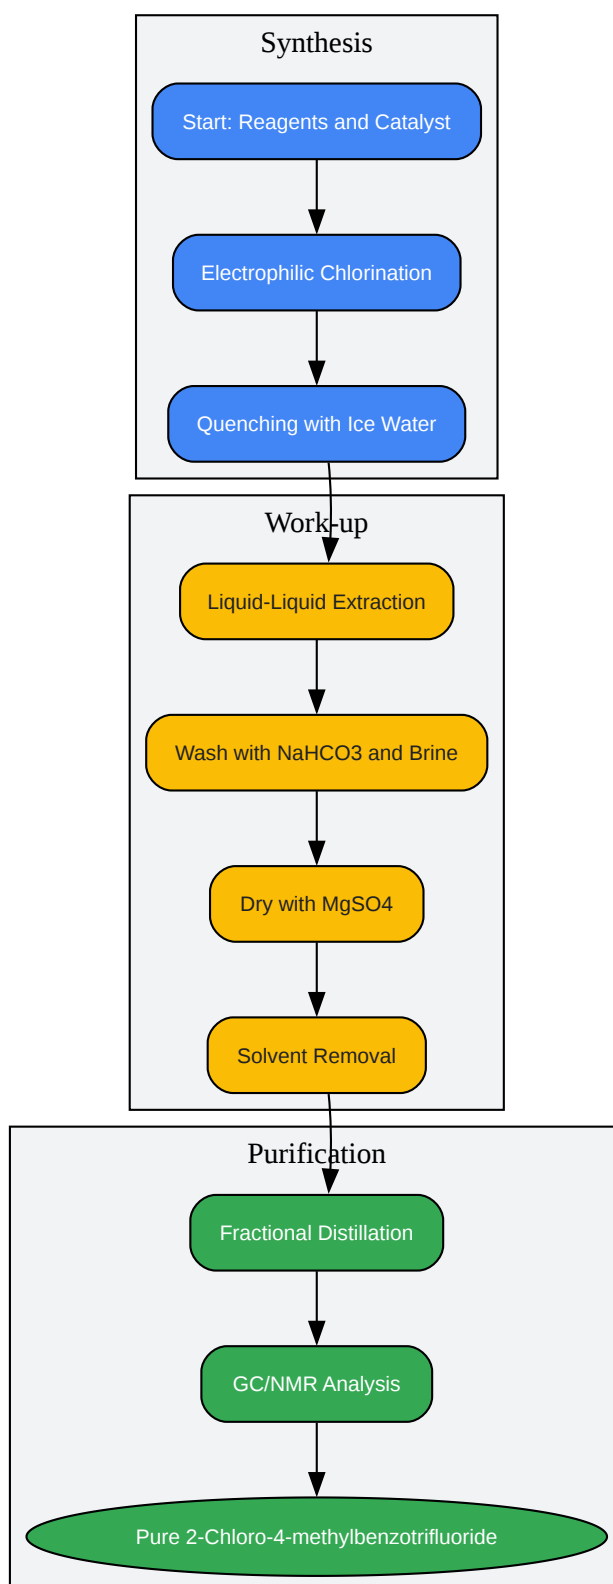 Synthesis
Start: Reagents and Catalyst
Electrophilic Chlorination
Quenching with Ice Water
Work-up
Liquid-Liquid Extraction
Wash with NaHCO3 and Brine
Dry with MgSO4
Solvent Removal
Purification
Fractional Distillation
GC/NMR Analysis
Pure 2-Chloro-4-methylbenzotrifluoride